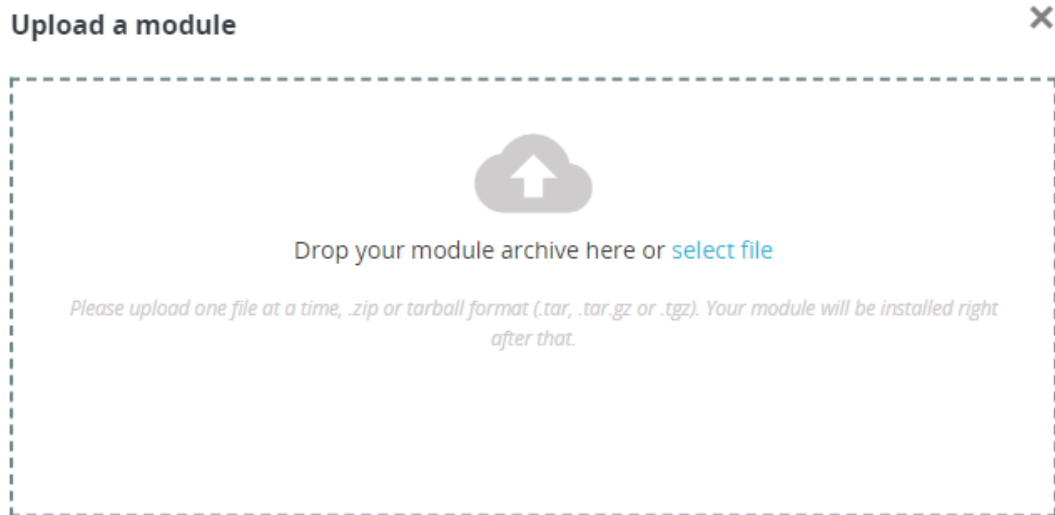 Upload a module
Drop your module archive here or select file
Please upload one file at a time, .zip or tarball format (.tar, .tar.gz or .tgz). Your module will be installed right
after that.